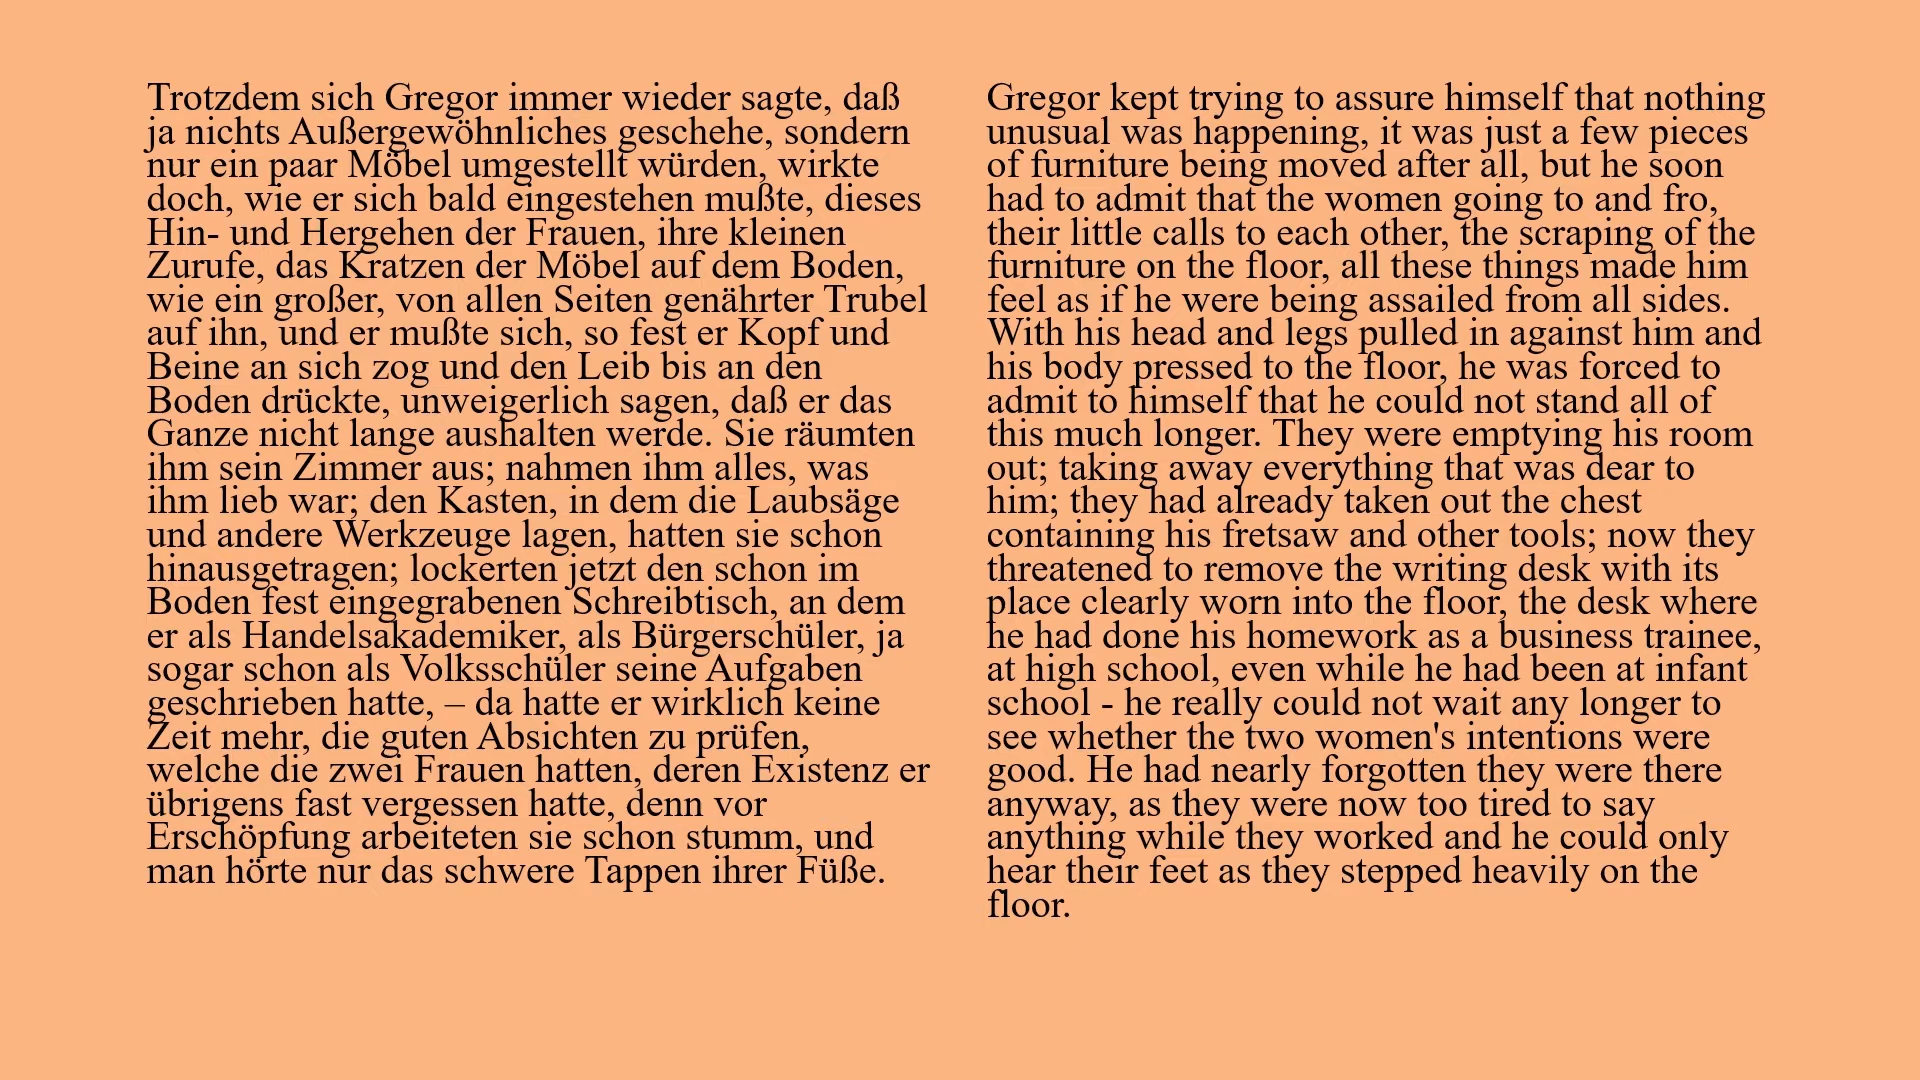 Trotzdem sich Gregor immer wieder sagte, daß
ja nichts Außergewöhnliches geschehe, sondern
nur ein paar Möbel umgestellt würden, wirkte
doch, wie er sich bald eingestehen mußte, dieses
Hin- und Hergehen der Frauen, ihre kleinen
Zurufe, das Kratzen der Möbel auf dem Boden,
wie ein großer, von allen Seiten genährter Trubel
auf ihn, und er mußte sich, so fest er Kopf und
Beine an sich zog und den Leib bis an den
Boden drückte, unweigerlich sagen, daß er das
Ganze nicht lange aushalten werde. Sie räumten
ihm sein Zimmer aus; nahmen ihm alles, was
ihm lieb war; den Kasten, in dem die Laubsäge
und andere Werkzeuge lagen, hatten sie schon
hinausgetragen; lockerten jetzt den schon im
Boden fest eingegrabenen Schreibtisch, an dem
er als Handelsakademiker, als Bürgerschüler, ja
sogar schon als Volksschüler seine Aufgaben
geschrieben hatte, – da hatte er wirklich keine
Zeit mehr, die guten Absichten zu prüfen,
welche die zwei Frauen hatten, deren Existenz er
übrigens fast vergessen hatte, denn vor
Erschöpfung arbeiteten sie schon stumm, und
man hörte nur das schwere Tappen ihrer Füße.
Gregor kept trying to assure himself that nothing
unusual was happening, it was just a few pieces
of furniture being moved after all, but he soon
had to admit that the women going to and fro,
their little calls to each other, the scraping of the
furniture on the floor, all these things made him
feel as if he were being assailed from all sides.
With his head and legs pulled in against him and
his body pressed to the floor, he was forced to
admit to himself that he could not stand all of
this much longer. They were emptying his room
out; taking away everything that was dear to
him; they had already taken out the chest
containing his fretsaw and other tools; now they
threatened to remove the writing desk with its
place clearly worn into the floor, the desk where
he had done his homework as a business trainee,
at high school, even while he had been at infant
school - he really could not wait any longer to
see whether the two women's intentions were
good. He had nearly forgotten they were there
anyway, as they were now too tired to say
anything while they worked and he could only
hear their feet as they stepped heavily on the
floor.